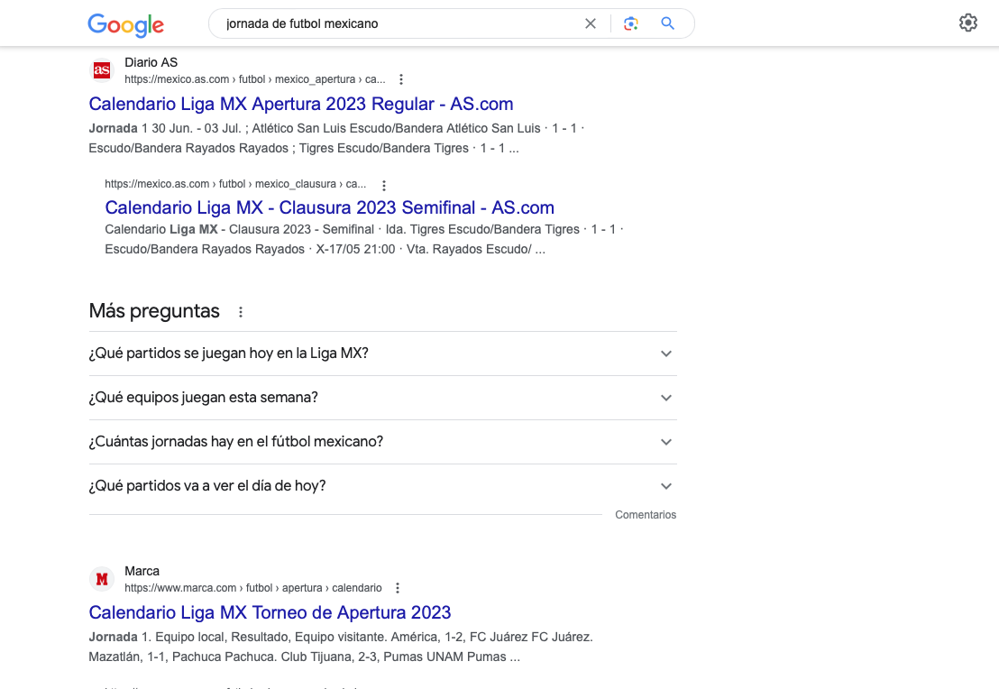 Google
jornada de futbol mexicano
as
Diario AS
https://mexico.as.com › futbol › mexico_apertura › ca...
Calendario Liga MX Apertura 2023 Regular - AS.com
Jornada 1 30 Jun. - 03 Jul. ; Atlético San Luis Escudo/Bandera Atlético San Luis · 1 - 1 ·
Escudo/Bandera Rayados Rayados ; Tigres Escudo/Bandera Tigres · 1 - 1 ...
https://mexico.as.com › futbol › mexico_clausura › ca...
Calendario Liga MX - Clausura 2023 Semifinal - AS.com
Calendario Liga MX - Clausura 2023 - Semifinal · Ida. Tigres Escudo/Bandera Tigres · 1 - 1 ·
Escudo/Bandera Rayados Rayados · X-17/05 21:00 · Vta. Rayados Escudo/ ...
Más preguntas
¿Qué partidos se juegan hoy en la Liga MX?
¿Qué equipos juegan esta semana?
¿Cuántas jornadas hay en el fútbol mexicano?
¿Qué partidos va a ver el día de hoy?
Comentarios
M
Marca
https://www.marca.com › futbol › apertura › calendario
Calendario Liga MX Torneo de Apertura 2023
Jornada 1. Equipo local, Resultado, Equipo visitante. América, 1-2, FC Juárez FC Juárez.
Mazatlán, 1-1, Pachuca Pachuca. Club Tijuana, 2-3, Pumas UNAM Pumas ...